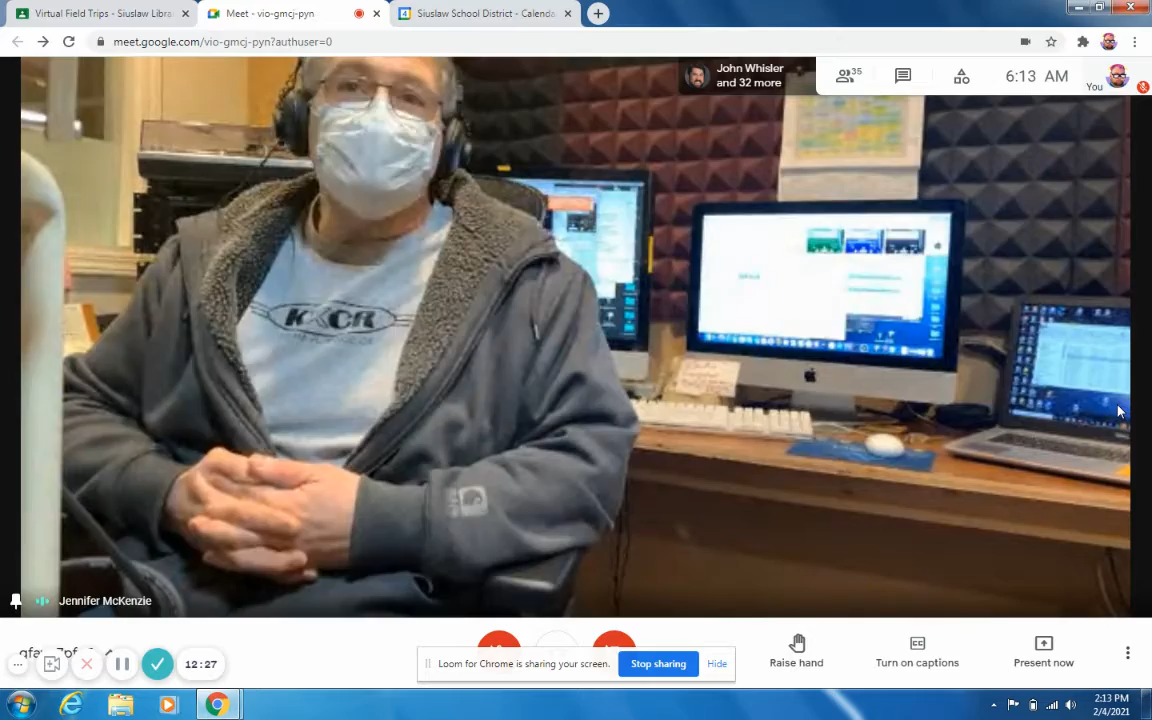 Virtual Field Trips - Siuslaw Libra
Meet - vio-gmcj-pyn
Siuslaw School District - Calenda
meet.google.com/vio-gmcj-pyn?authuser=0
John Whisler
and 32 more
35
6:13 AM
You
KXCR
Jennifer McKenzie
12:27
Loom for Chrome is sharing your screen.
Stop sharing
Hide
Raise hand
CC
Turn on captions
Present now
2:13 PM
2/4/2021